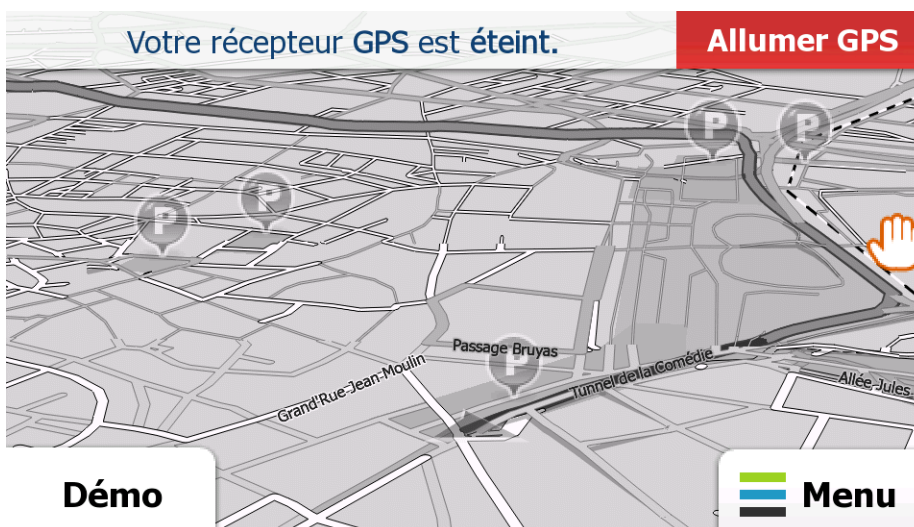 Votre récepteur GPS est éteint.
Allumer GPS
P
P
P
P
Passage Bruyas
P
Tunnel de la Comédie
Grand'Rue-Jean-Moulin
Allée Jules
Démo
Menu